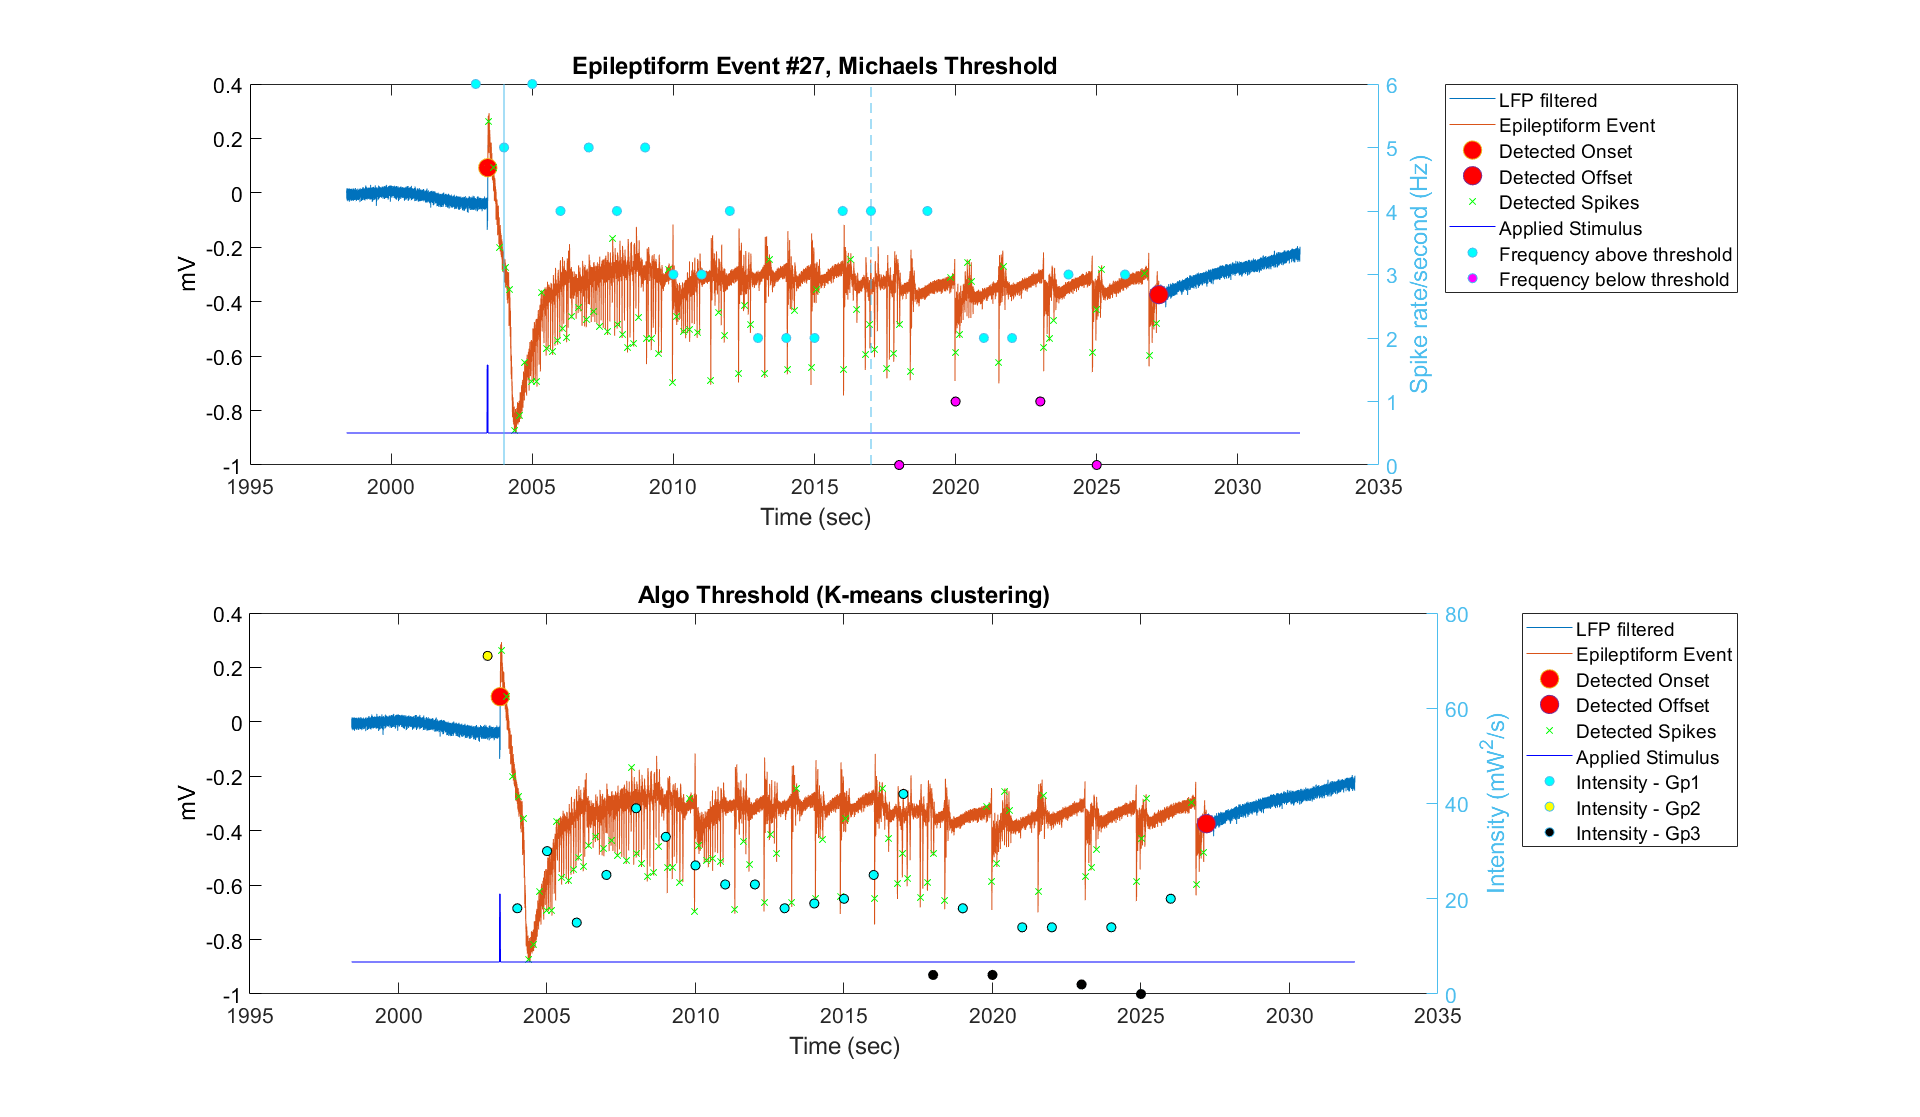 Epileptiform Event #27, Michaels Threshold
0.4
0.2
0
-0.2
-0.4
-0.6
-0.8
-1
mV
1995 2000 2005 2010 2015 2020 2025 2030 2035
Time (sec)
6
5
4
3
2
1
0
Spike rate/second (Hz)
LFP filtered
Epileptiform Event
Detected Onset
Detected Offset
Detected Spikes
Applied Stimulus
Frequency above threshold
Frequency below threshold
Algo Threshold (K-means clustering)
0.4
0.2
0
-0.2
-0.4
-0.6
-0.8
-1
mV
1995 2000 2005 2010 2015 2020 2025 2030 2035
Time (sec)
80
60
40
20
0
Intensity (mW²/s)
LFP filtered
Epileptiform Event
Detected Onset
Detected Offset
Detected Spikes
Applied Stimulus
Intensity - Gp1
Intensity - Gp2
Intensity - Gp3